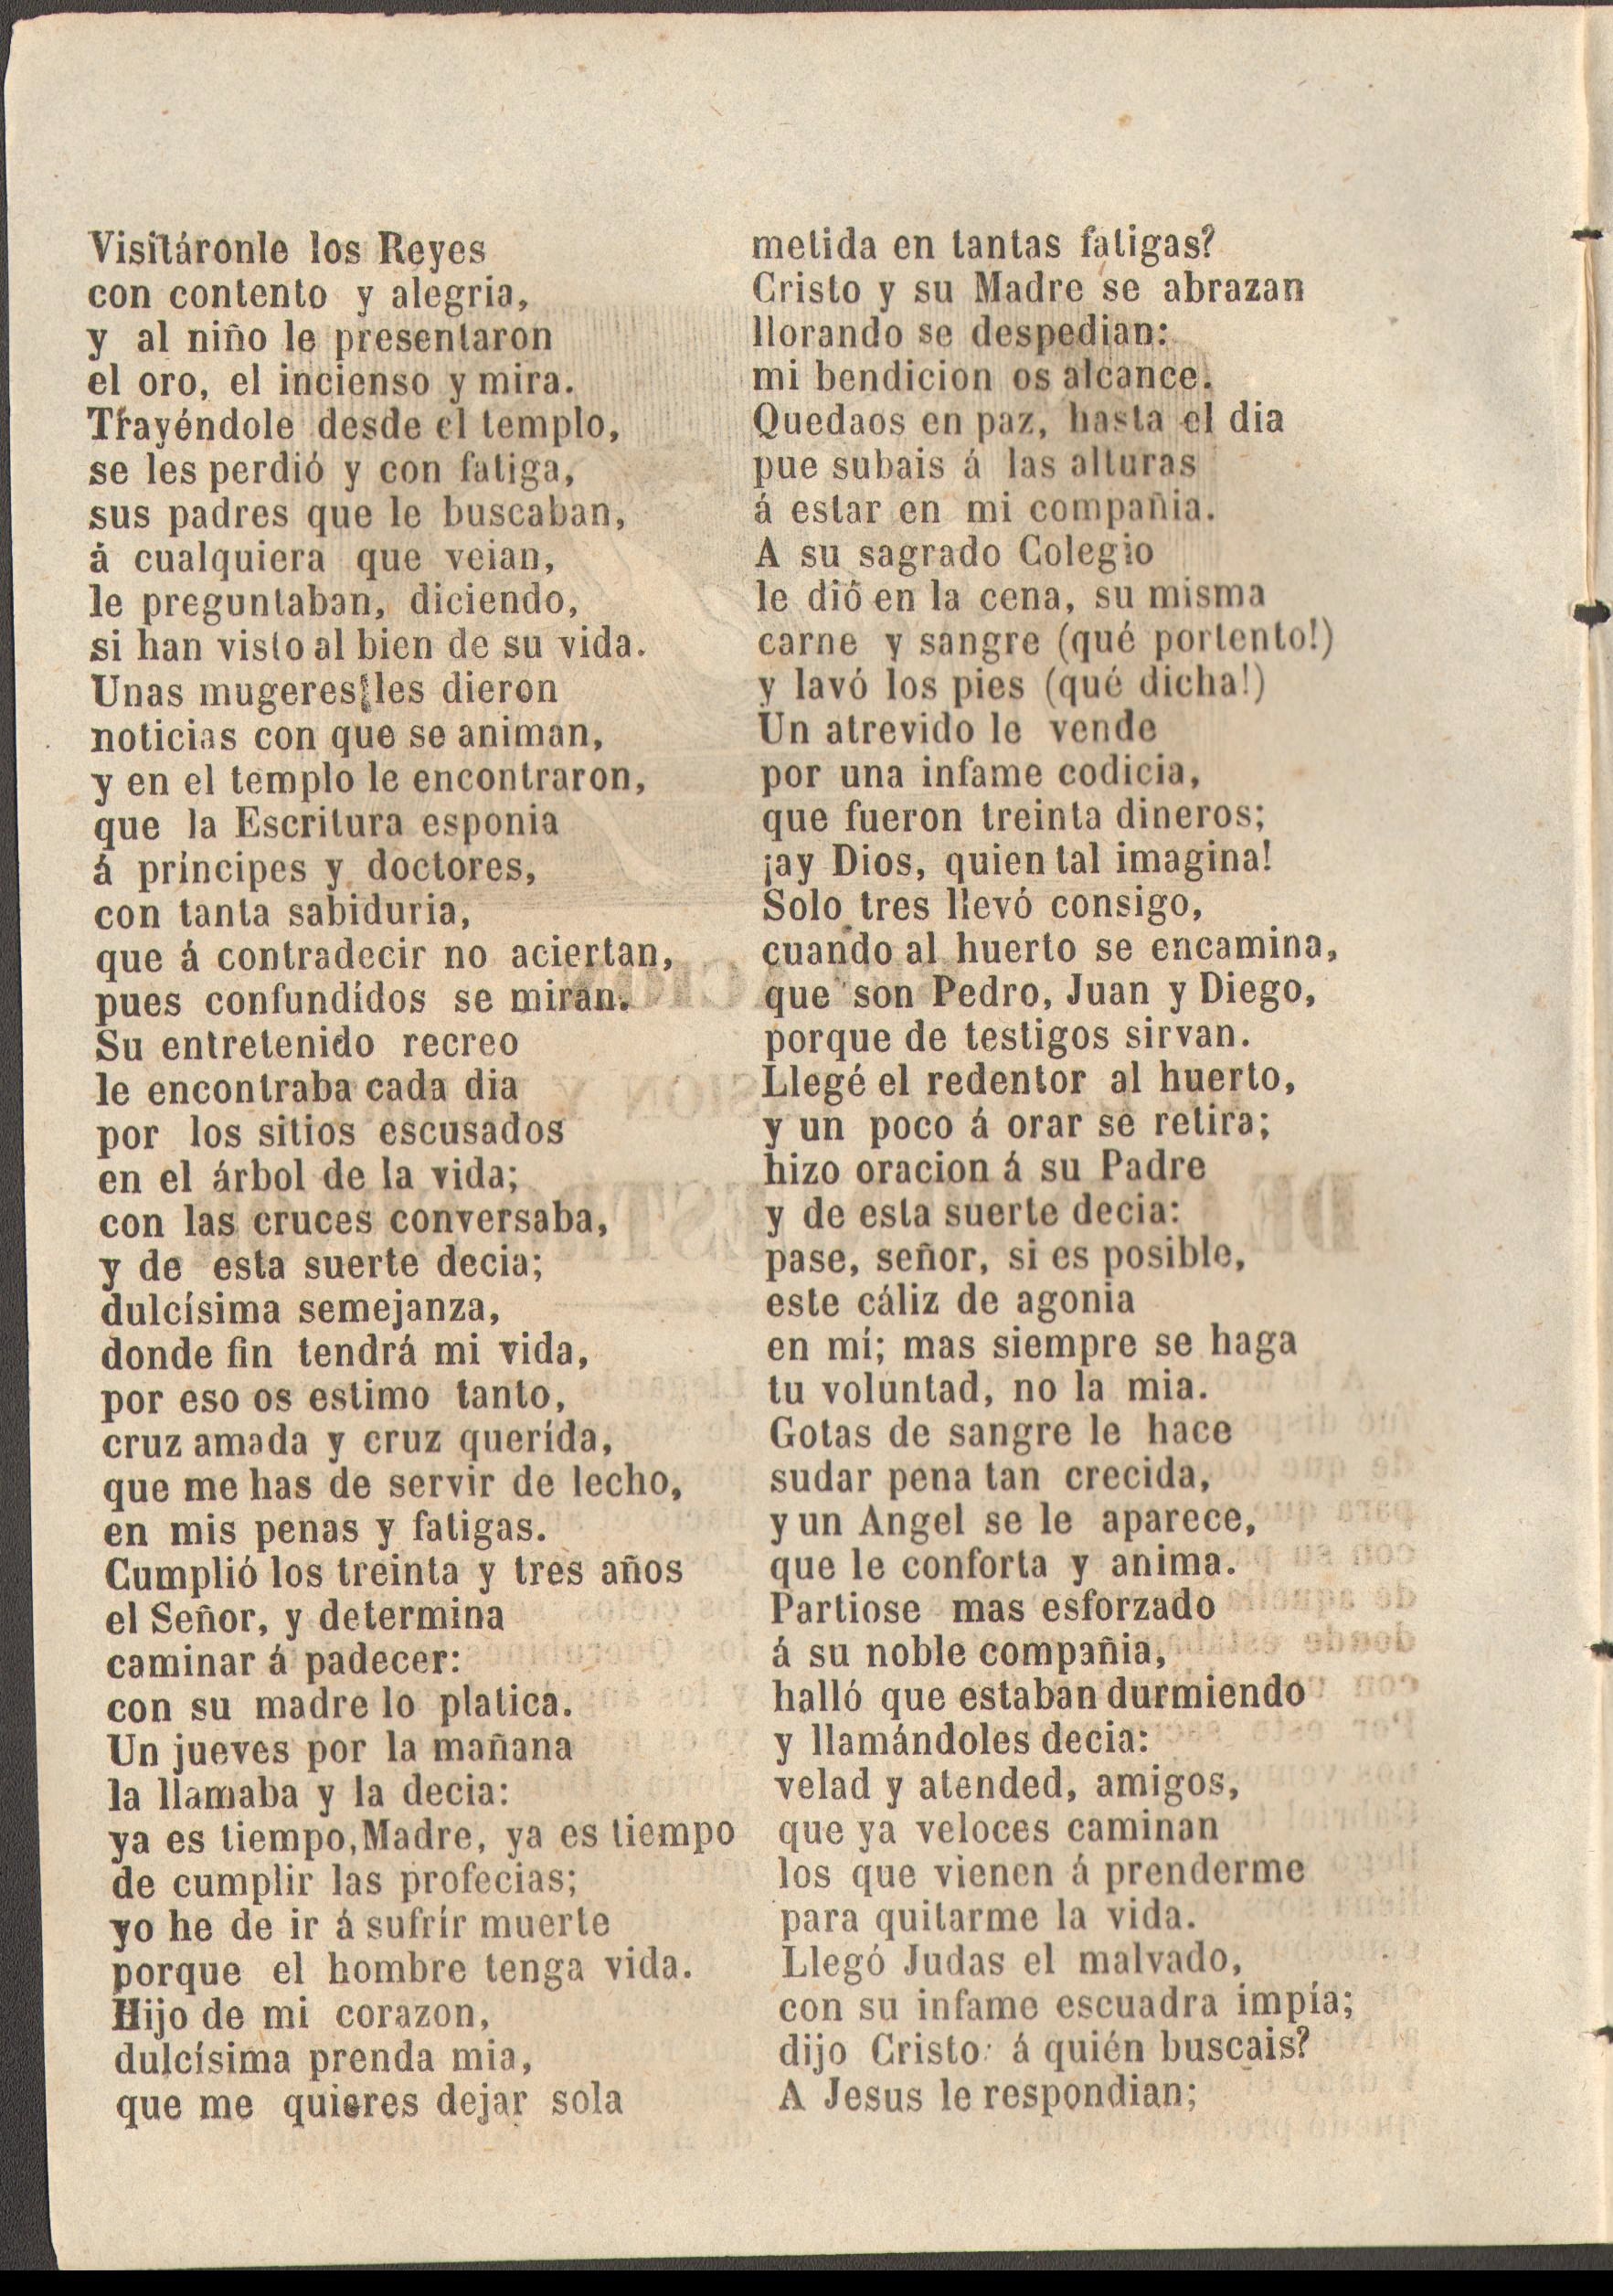 Visitáronle los Reyes
con contento y alegria,
y al niño le presentaron
el oro, el incienso y mira.
Trayéndole desde el templo,
se les perdió y con fatiga,
sus padres que le buscaban,
á cualquiera que veian,
le preguntaban, diciendo,
si han visto al bien de su vida.
Unas mugeres les dieron
noticias con que se animan,
y en el templo le encontraron,
que la Escritura esponia
á príncipes y doctores,
con tanta sabiduria,
que á contradecir no aciertan,
pues confundídos se miran.
Su entretenido recreo
le encontraba cada dia
por los sitios escusados
en el árbol de la vida;
con las cruces conversaba,
y de esta suerte decia;
dulcísima semejanza,
donde fin tendrá mi vida,
por eso os estimo tanto,
cruz amada y cruz querída,
que me has de servir de lecho,
en mis penas y fatigas.
Cumplió los treinta y tres años
el Señor, y determina
caminar á padecer:
con su madre lo platica.
Un jueves por la mañana
la llamaba y la decia:
ya es tiempo, Madre, ya es tiempo
de cumplir las profecias;
yo he de ir á sufrír muerte
porque el hombre tenga vida.
Hijo de mi corazon,
dulcísima prenda mia,
que me quieres dejar sola
metida en tantas fatigas?
Cristo y su Madre se abrazan
llorando se despedian:
mi bendicion os alcance.
Quedaos en paz, hasta el dia
pue subais á las alturas
á estar en mi compañia.
A su sagrado Colegio
le dió en la cena, su misma
carne y sangre (qué portento!)
y lavó los pies (qué dicha!)
Un atrevido le vende
por una infame codicia,
que fueron treinta dineros;
¡ay Dios, quien tal imagina!
Solo tres llevó consigo,
cuando al huerto se encamina,
que son Pedro, Juan y Diego,
porque de testigos sirvan.
Llegé el redentor al huerto,
y un poco á orar se retira;
hizo oracion á su Padre
y de esta suerte decia:
pase, señor, si es posible,
este cáliz de agonia
en mí; mas siempre se haga
tu voluntad, no la mia.
Gotas de sangre le hace
sudar pena tan crecida,
y un Angel se le aparece,
que le conforta y anima.
Partiose mas esforzado
á su noble compañia,
halló que estaban durmiendo
y llamándoles decia:
velad y atended, amigos,
que ya veloces caminan
los que vienen á prenderme
para quitarme la vida.
Llegó Judas el malvado,
con su infame escuadra impía;
dijo Cristo: á quién buscais?
A Jesus le respondian;